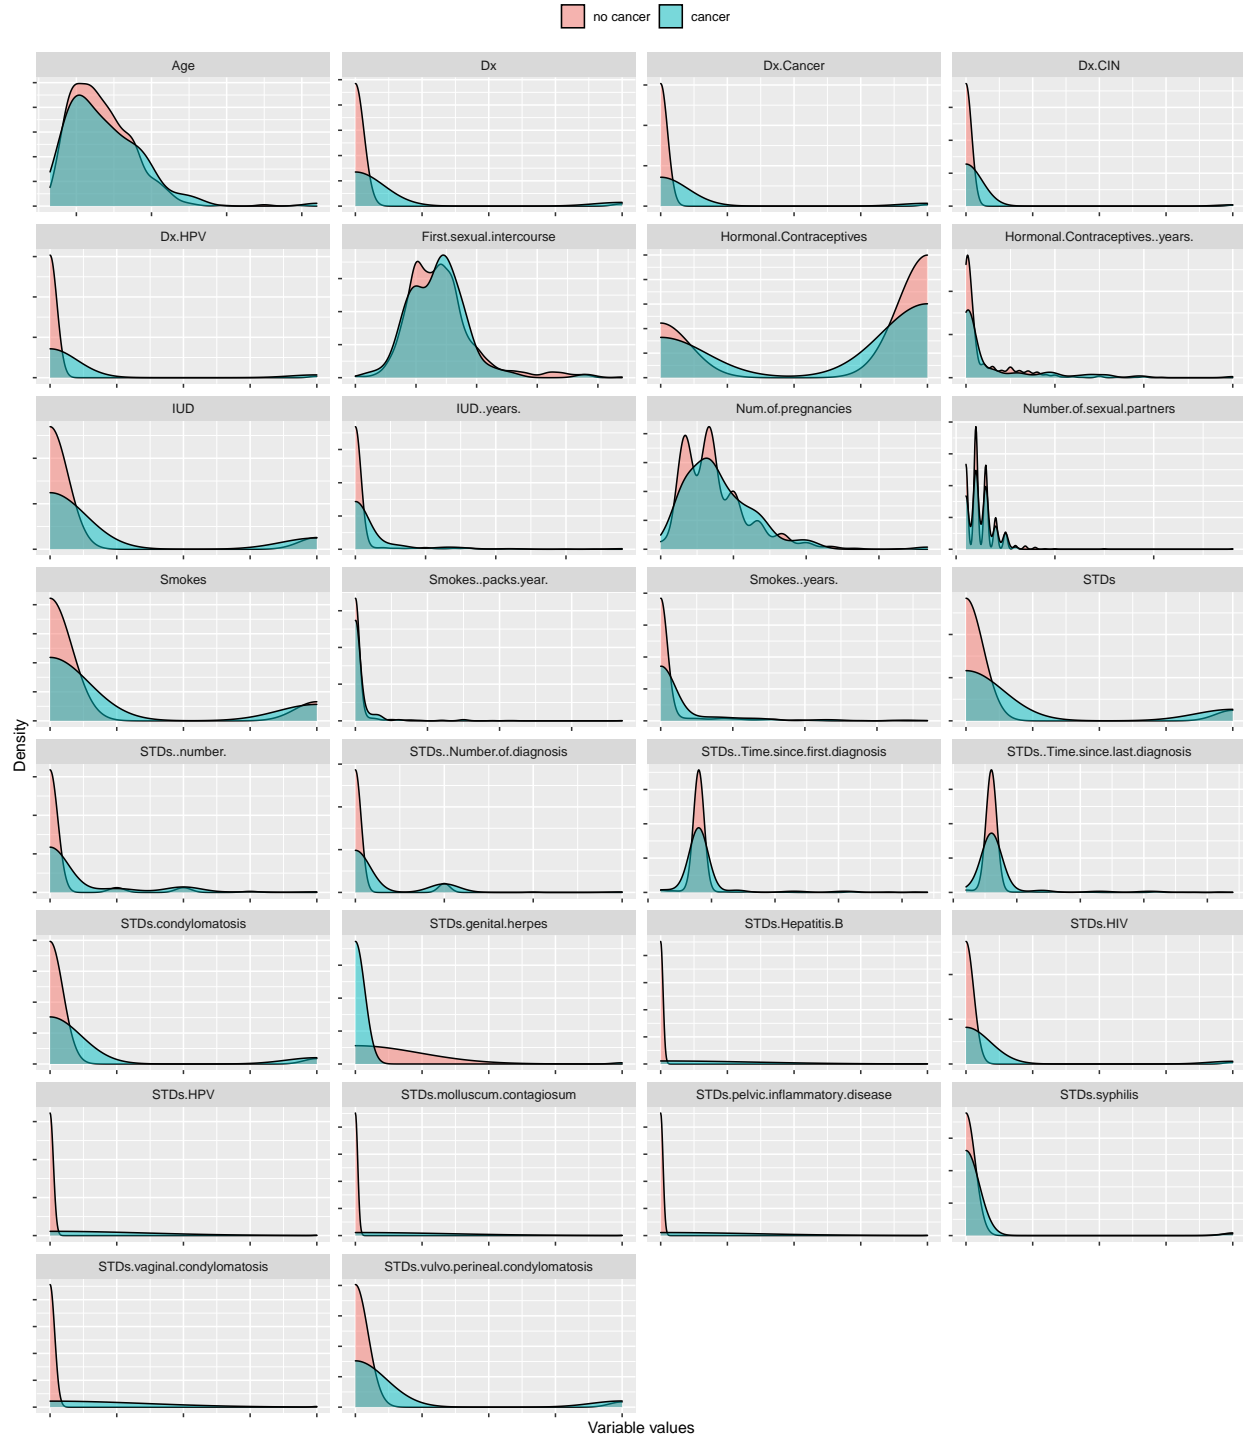 no cancer cancer
Age Dx Dx.Cancer Dx.CIN
Dx.HPV First.sexual.intercourse Hormonal.Contraceptives Hormonal.Contraceptives..years.
IUD IUD..years. Num.of.pregnancies Number.of.sexual.partners
Smokes Smokes..packs.year. Smokes..years. STDs
Density
STDs..number. STDs..Number.of.diagnosis STDs..Time.since.first.diagnosis STDs..Time.since.last.diagnosis
STDs.condylomatosis STDs.genital.herpes STDs.Hepatitis.B STDs.HIV
STDs.HPV STDs.molluscum.contagiosum STDs.pelvic.inflammatory.disease STDs.syphilis
STDs.vaginal.condylomatosis STDs.vulvo.perineal.condylomatosis
Variable values